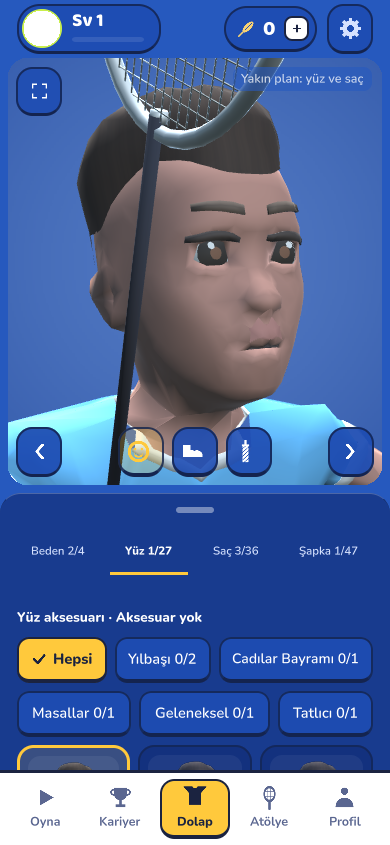 Sv 1
0
+
Yakın plan: yüz ve saç
Beden 2/4
Yüz 1/27
Saç 3/36
Şapka 1/47
Yüz aksesuarı · Aksesuar yok
Hepsi
Yılbaşı 0/2
Cadılar Bayramı 0/1
Masallar 0/1
Geleneksel 0/1
Tatlıcı 0/1
Oyna
Kariyer
Dolap
Atölye
Profil